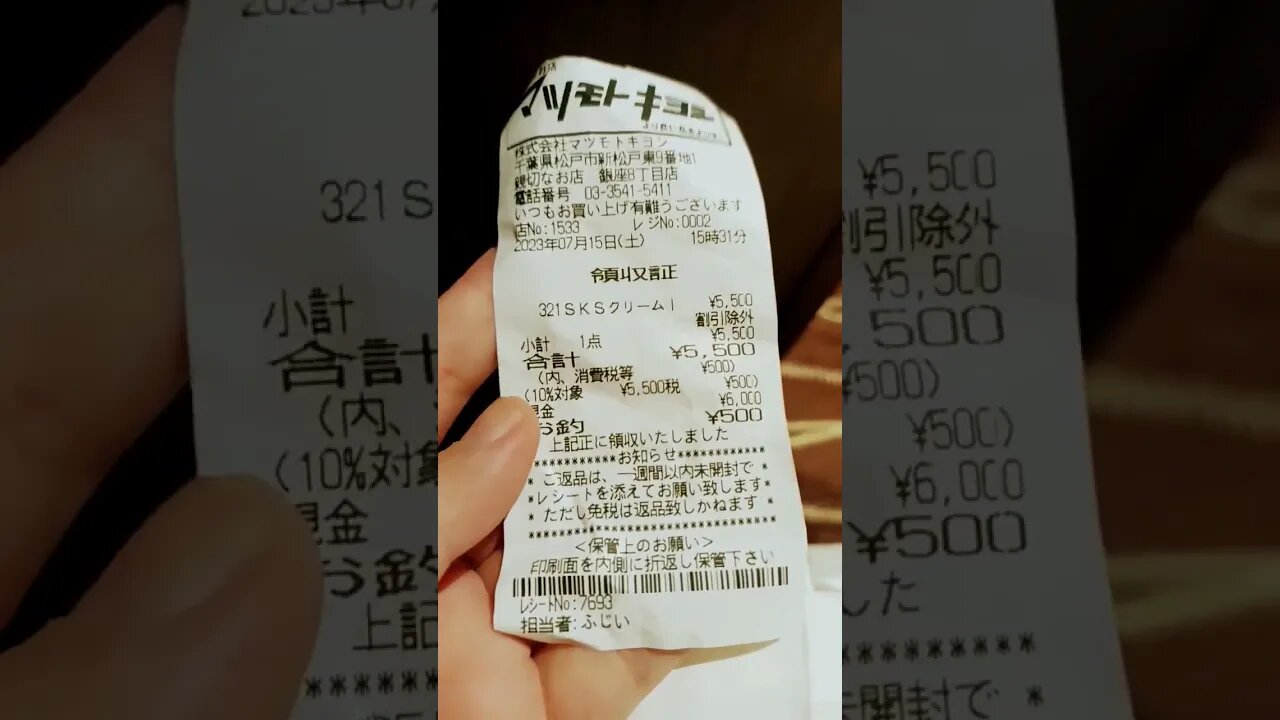 マツモトキヨシ
株式会社マツモトキヨシ
千葉県松戸市新松戸東9番地1
親切なお店 銀座8丁目店
電話番号 03-3541-5411
いつもお買い上げ有難うございます
店No:1533 レジNo:0002
2023年07月15日(土) 15時31分
領収証
321SKSクリームI ¥5,500
割引除外
小計 1点 ¥5,500
合計 ¥5,500
(内、消費税等 ¥500)
(10%対象 ¥5,500税 ¥500)
現金 ¥6,000
お釣 ¥500
上記正に領収いたしました
**********お知らせ**********
* ご返品は、一週間以内未開封で *
*レシートを添えてお願い致します*
* ただし免税は返品致しかねます *
<保管上のお願い>
印刷面を内側に折返し保管下さい
レシートNo:7693
担当者:ふじい